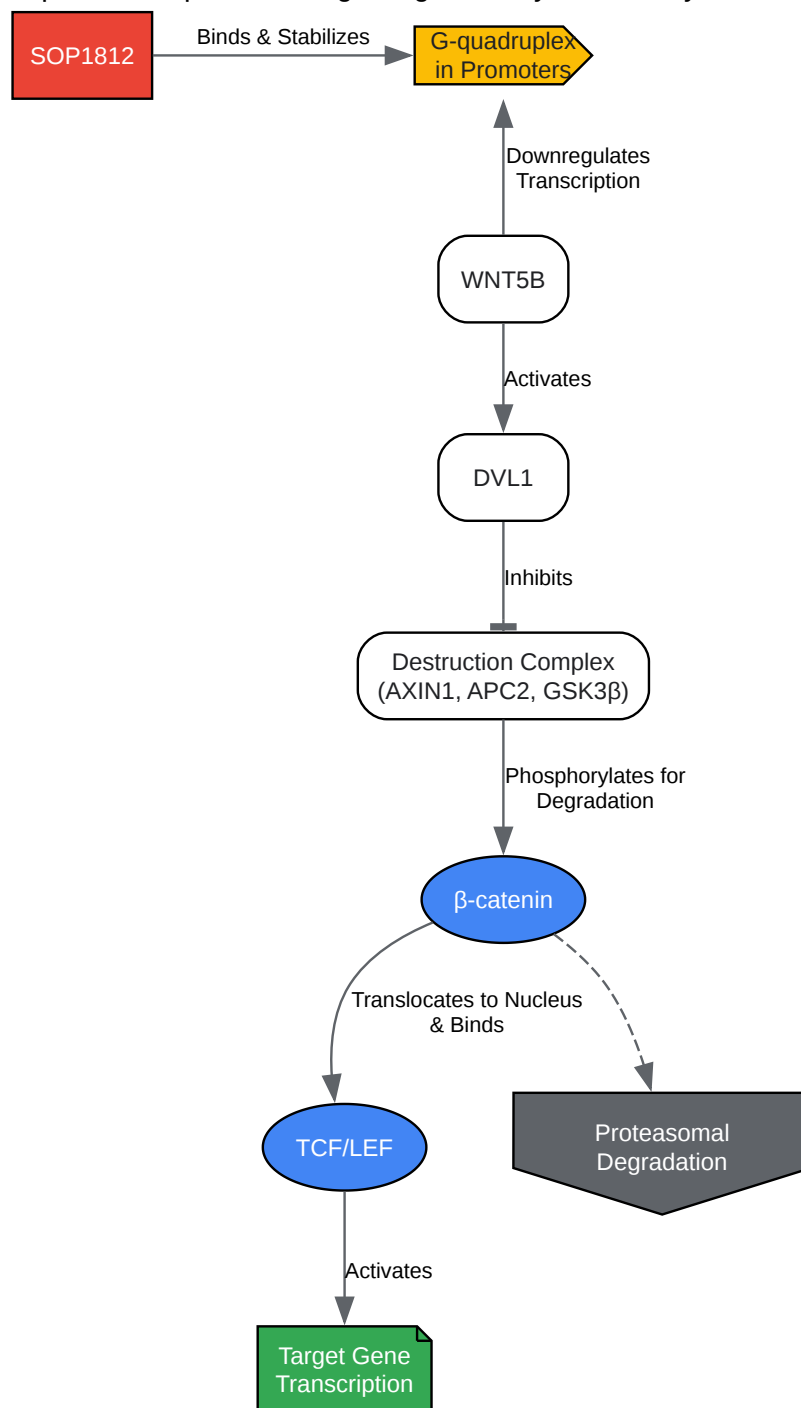 SOP1812
Binds & Stabilizes
G-quadruplex
in Promoters
Downregulates
Transcription
WNT5B
Activates
DVL1
Inhibits
Destruction Complex
(AXIN1, APC2, GSK3β)
Phosphorylates for
Degradation
β-catenin
Translocates to Nucleus
& Binds
TCF/LEF
Proteasomal
Degradation
Activates
Target Gene
Transcription